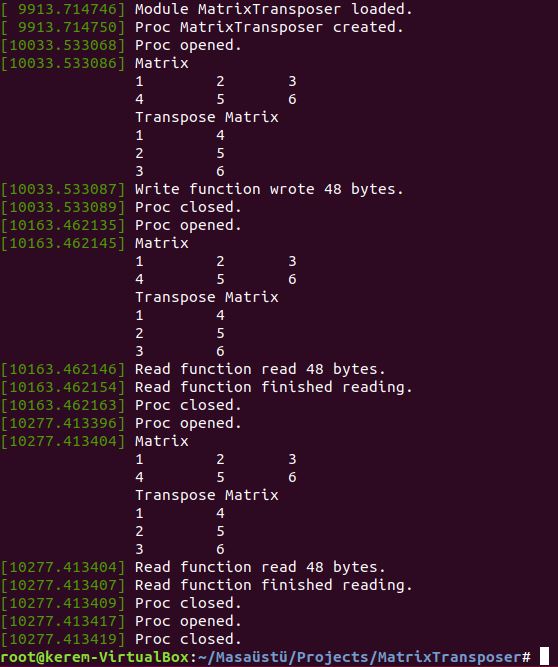 [ 9913.714746] Module MatrixTransposer loaded.
[ 9913.714750] Proc MatrixTransposer created.
[10033.533068] Proc opened.
[10033.533086] Matrix
1 2 3
4 5 6
Transpose Matrix
1 4
2 5
3 6
[10033.533087] Write function wrote 48 bytes.
[10033.533089] Proc closed.
[10163.462135] Proc opened.
[10163.462145] Matrix
1 2 3
4 5 6
Transpose Matrix
1 4
2 5
3 6
[10163.462146] Read function read 48 bytes.
[10163.462154] Read function finished reading.
[10163.462163] Proc closed.
[10277.413396] Proc opened.
[10277.413404] Matrix
1 2 3
4 5 6
Transpose Matrix
1 4
2 5
3 6
[10277.413404] Read function read 48 bytes.
[10277.413407] Read function finished reading.
[10277.413409] Proc closed.
[10277.413417] Proc opened.
[10277.413419] Proc closed.
root@kerem-VirtualBox:~/Masaüstü/Projects/MatrixTransposer#